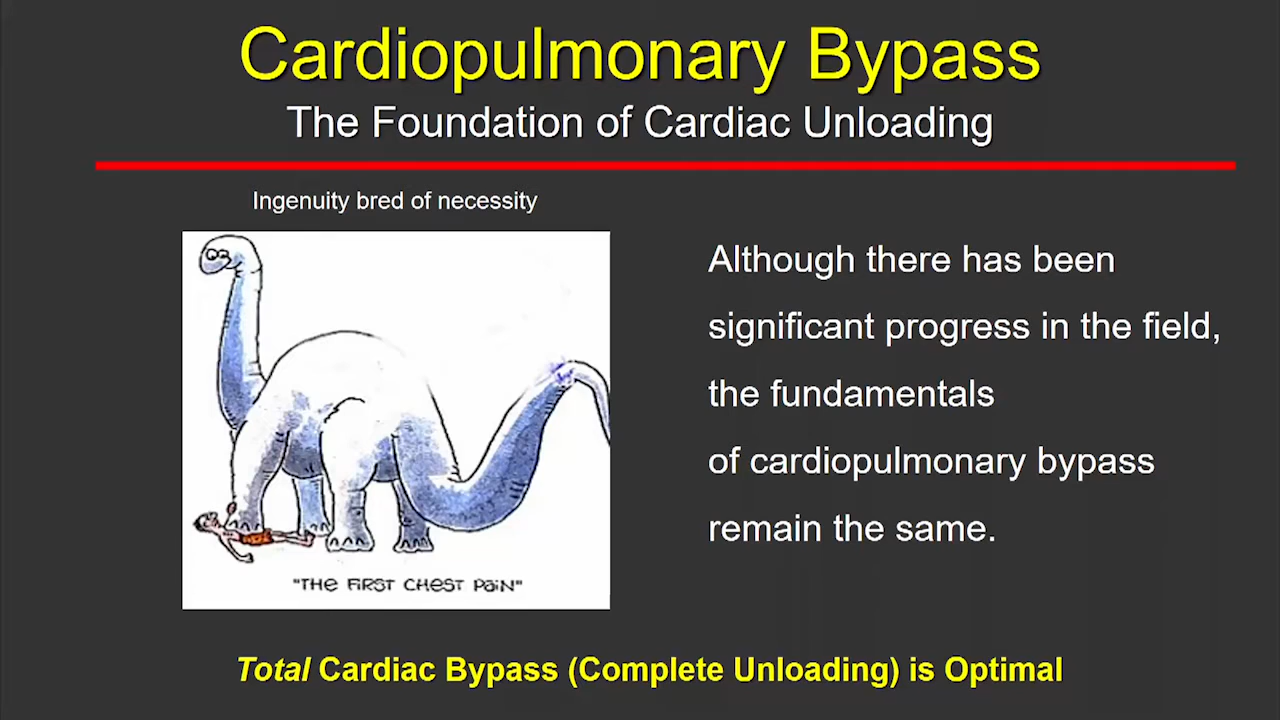 Cardiopulmonary Bypass
The Foundation of Cardiac Unloading
Ingenuity bred of necessity
"THE FIRST CHEST PAiN"
Although there has been
significant progress in the field,
the fundamentals
of cardiopulmonary bypass
remain the same.
Total Cardiac Bypass (Complete Unloading) is Optimal